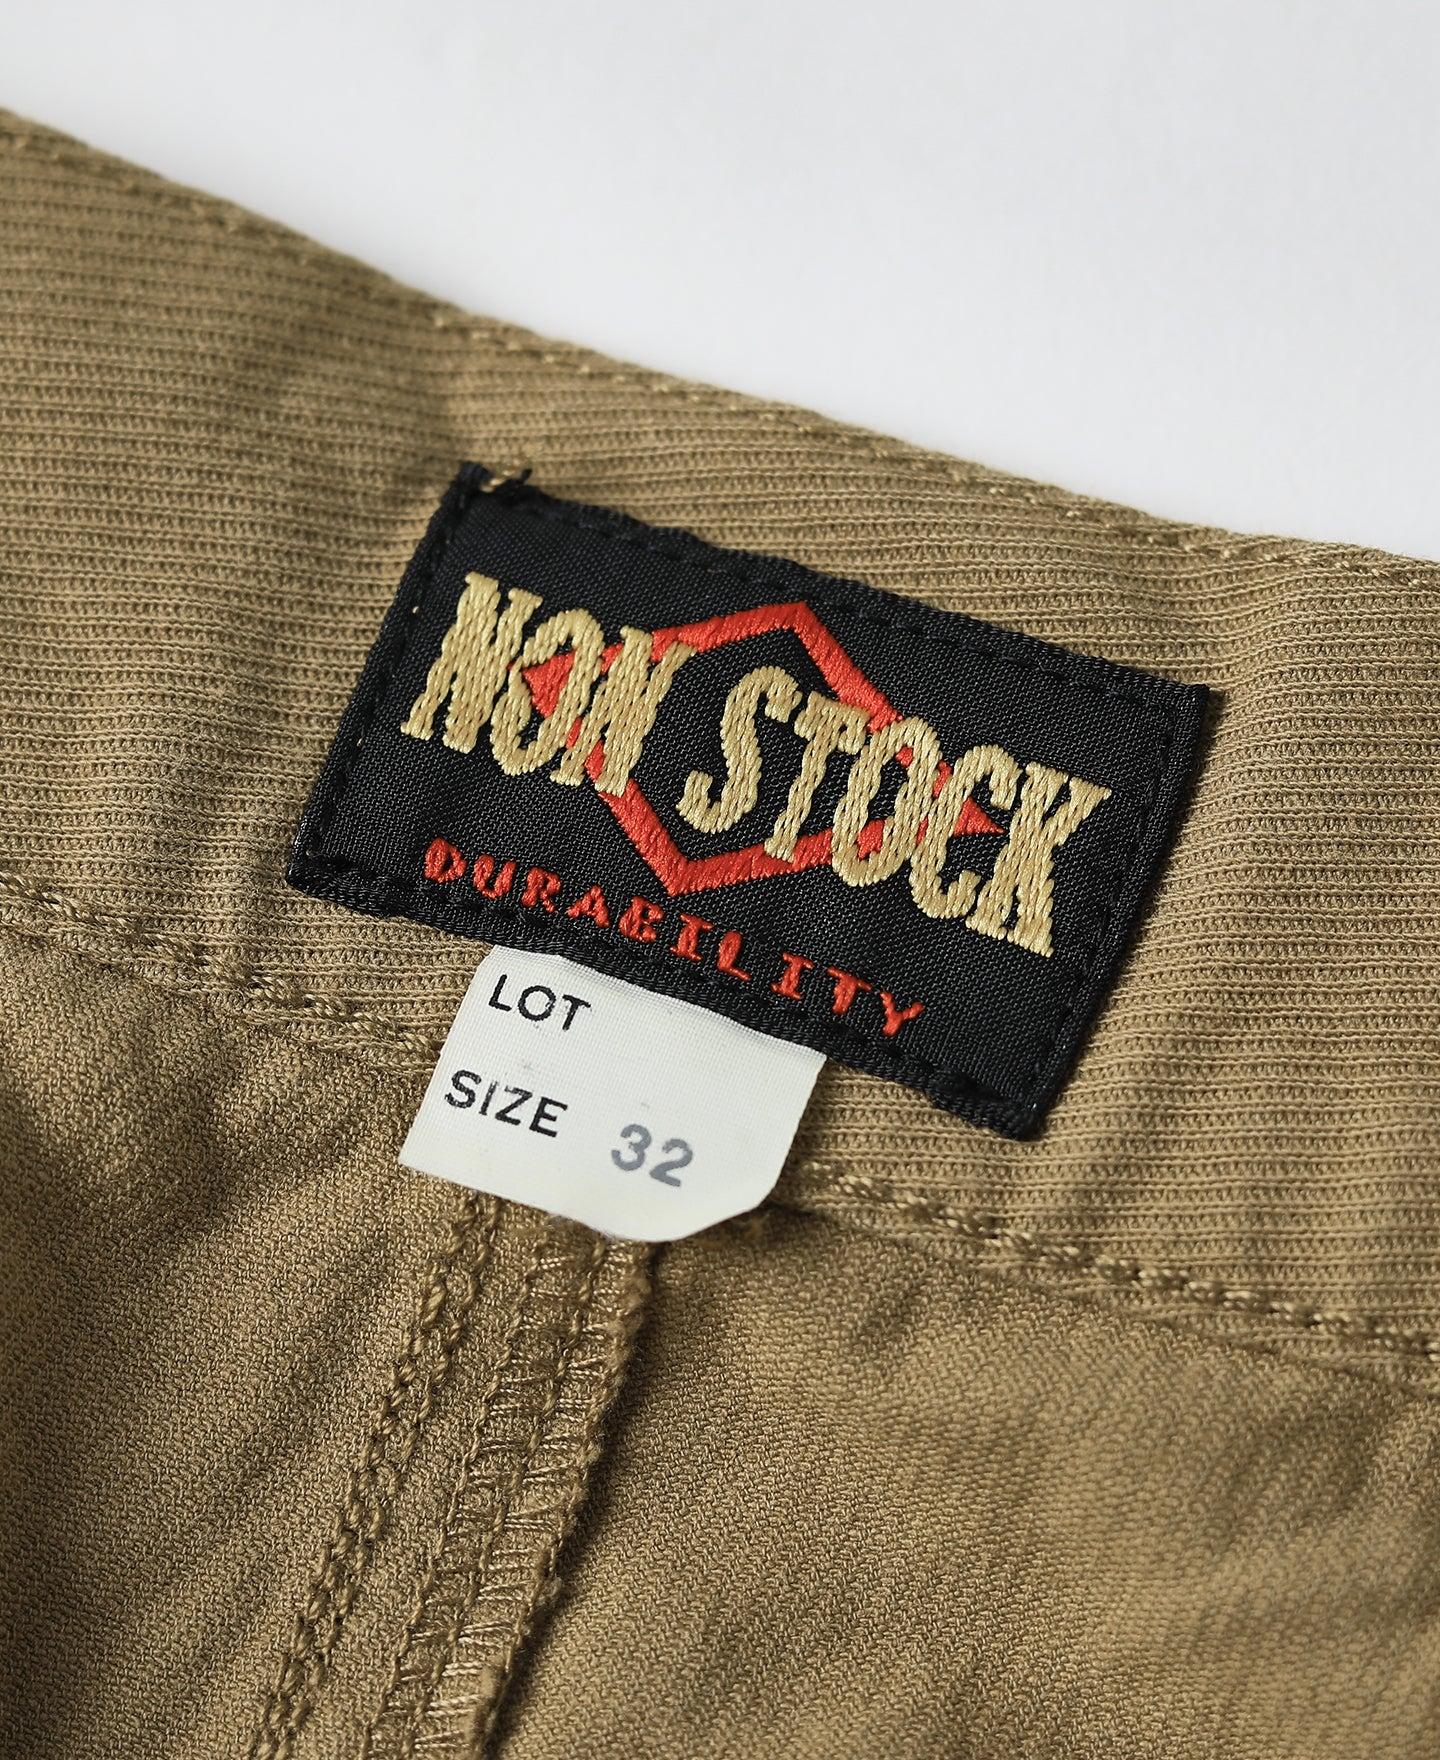 NON STOCK
DURABILITY
LOT
SIZE 32